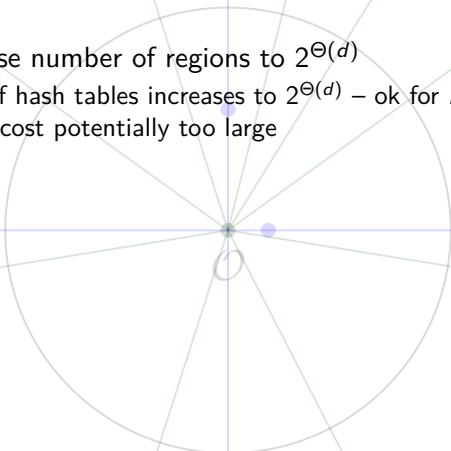 se number of regions to 2^Θ(d)
f hash tables increases to 2^Θ(d) – ok for
cost potentially too large
O